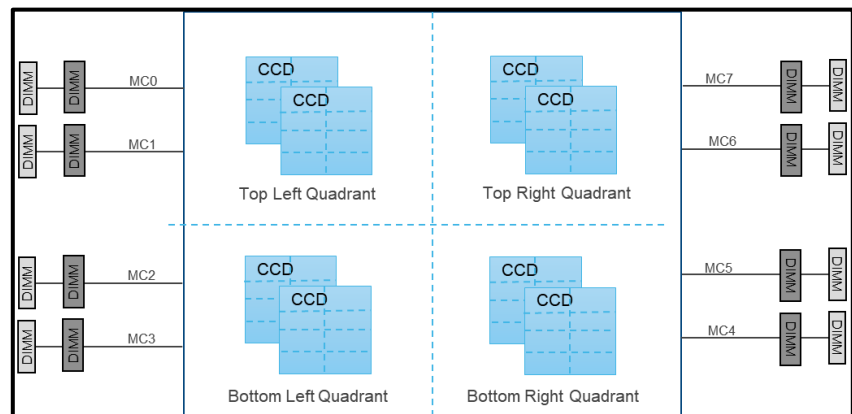 DIMM
DIMM
MC0
CCD
CCD
CCD
CCD
MC7
DIMM
DIMM
DIMM
DIMM
MC1
MC6
DIMM
DIMM
Top Left Quadrant
Top Right Quadrant
DIMM
DIMM
MC2
CCD
CCD
CCD
CCD
MC5
DIMM
DIMM
DIMM
DIMM
MC3
MC4
DIMM
DIMM
Bottom Left Quadrant
Bottom Right Quadrant